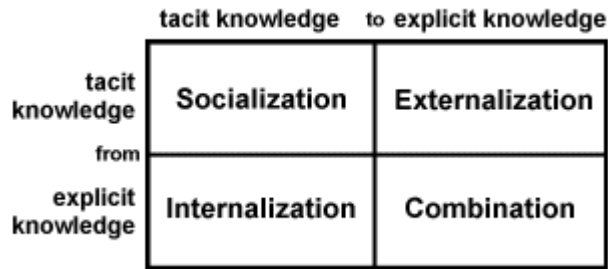 tacit knowledge to explicit knowledge
tacit
knowledge
Socialization Externalization
from
explicit
knowledge
Internalization Combination